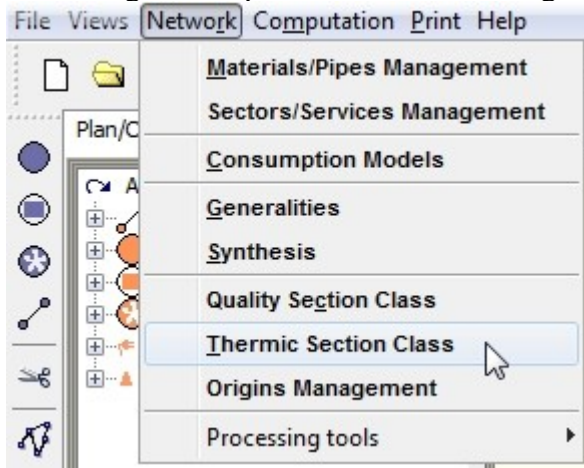 File Views Network Computation Print Help
Materials/Pipes Management
Sectors/Services Management
Plan/C
Consumption Models
A
Generalities
Synthesis
Quality Section Class
Thermic Section Class
Origins Management
Processing tools